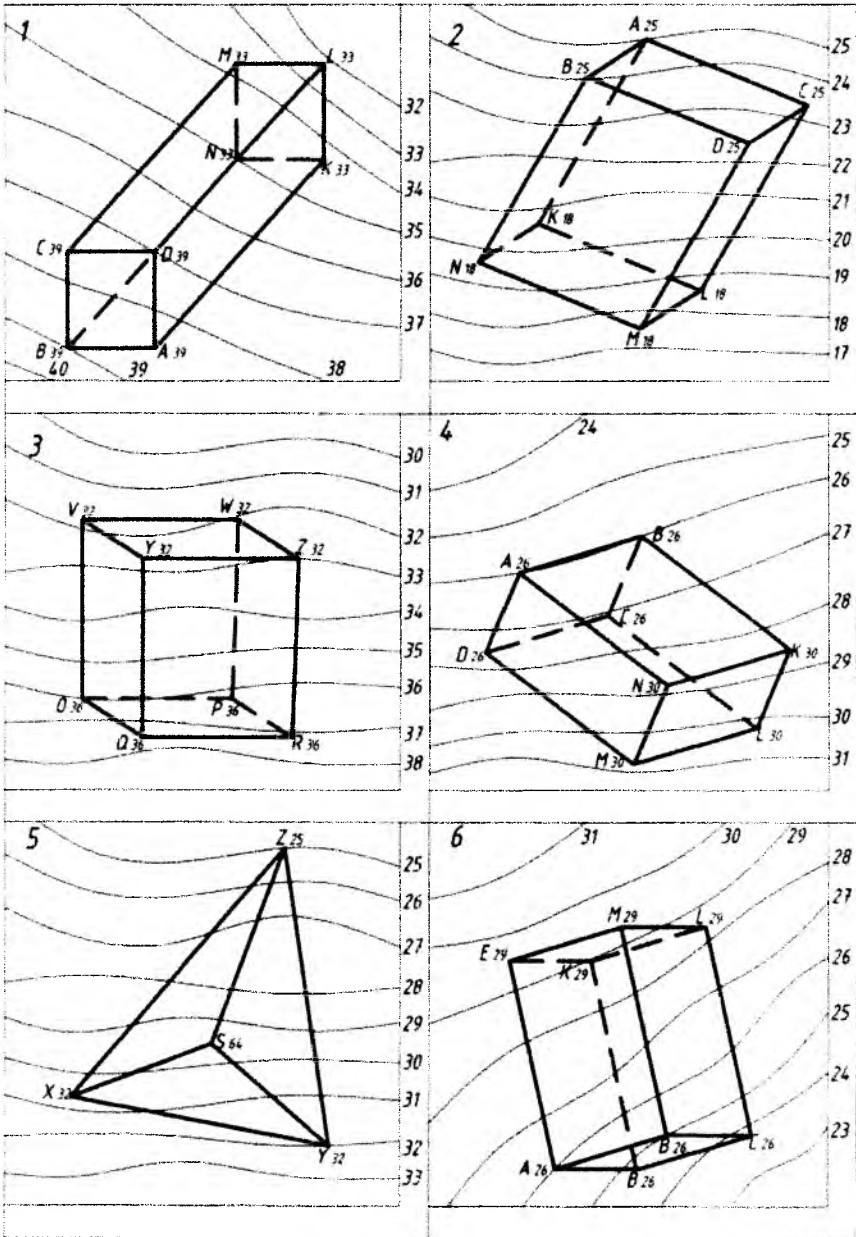 1
M 33
L 33
N 33
K 33
C 39
D 39
B 39
A 39
32
33
34
35
36
37
40
39
38
2
A 25
B 25
C 25
D 25
K 18
N 18
L 18
M 18
25
24
23
22
21
20
19
18
17
3
V 32
W 32
Y 32
Z 32
O 36
P 36
Q 36
R 36
30
31
32
33
34
35
36
37
38
4
24
A 26
B 26
C 26
D 26
K 30
N 30
L 30
M 30
25
26
27
28
29
30
31
5
Z 25
S 64
X 32
Y 32
25
26
27
28
29
30
31
32
33
6
31
30
29
28
27
26
25
24
23
M 29
L 29
E 29
K 29
B 26
C 26
A 26
B 26